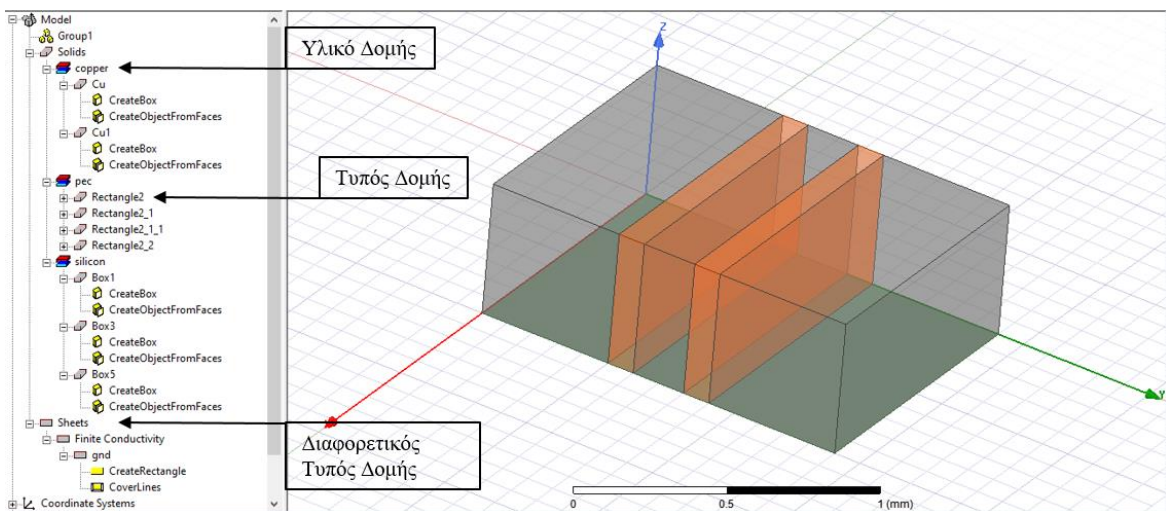 Model
Group1
Solids
copper
Cu
CreateBox
CreateObjectFromFaces
Cu1
CreateBox
CreateObjectFromFaces
pec
Rectangle2
Rectangle2_1
Rectangle2_1_1
Rectangle2_2
silicon
Box1
CreateBox
CreateObjectFromFaces
Box3
CreateBox
CreateObjectFromFaces
Box5
CreateBox
CreateObjectFromFaces
Sheets
Finite Conductivity
gnd
CreateRectangle
CoverLines
Coordinate Systems
Υλικό Δομής
Τυπός Δομής
Διαφορετικός
Τυπός Δομής
Z
Y
0
0.5
1 (mm)